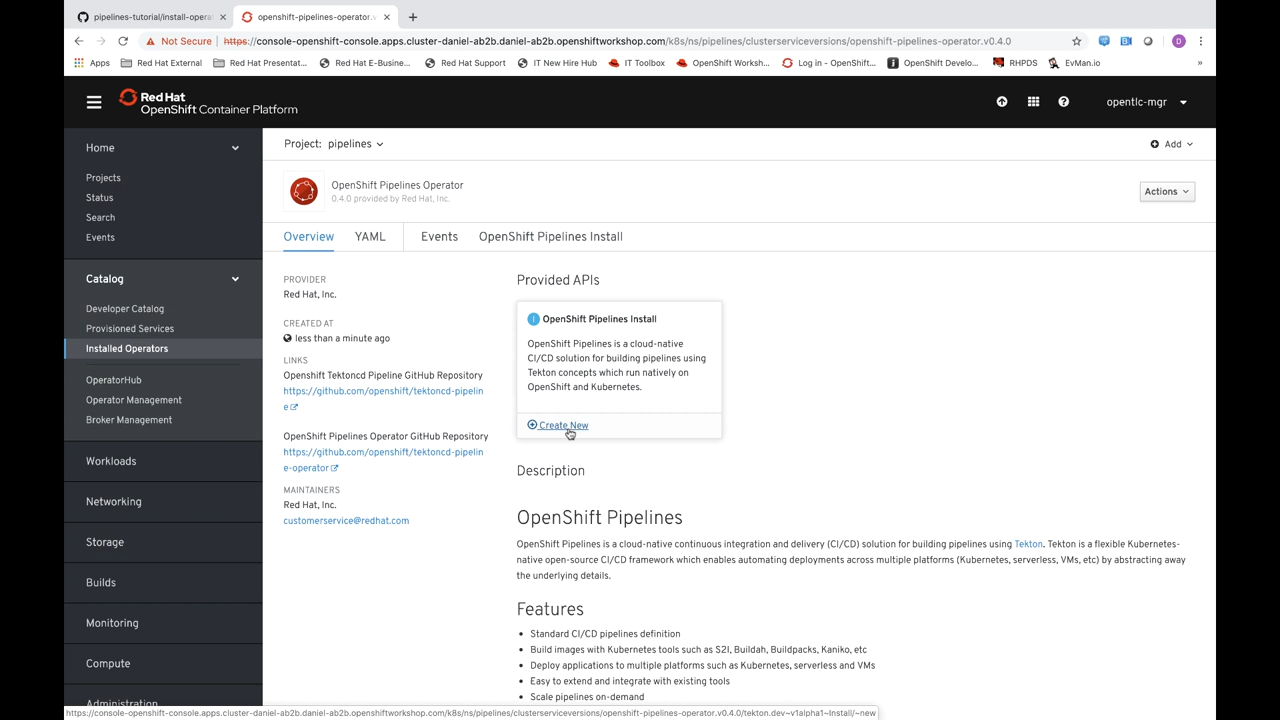 pipelines-tutorial/install-operat
openshift-pipelines-operator.v
Not Secure
https://console-openshift-console.apps.cluster-daniel-ab2b.daniel-ab2b.openshiftworkshop.com/k8s/ns/pipelines/clusterserviceversions/openshift-pipelines-operator.v0.4.0
D
Apps
Red Hat External
Red Hat Presentat...
Red Hat E-Busine...
Red Hat Support
IT New Hire Hub
IT Toolbox
OpenShift Worksh...
Log in - OpenShift...
OpenShift Develo...
RHPDS
EvMan.io
»
Red Hat
OpenShift Container Platform
opentlc-mgr
Home
Projects
Status
Search
Events
Catalog
Developer Catalog
Provisioned Services
Installed Operators
OperatorHub
Operator Management
Broker Management
Workloads
Networking
Storage
Builds
Monitoring
Compute
Administration
Project: pipelines
Add
OpenShift Pipelines Operator
0.4.0 provided by Red Hat, Inc.
Actions
Overview
YAML
Events
OpenShift Pipelines Install
PROVIDER
Red Hat, Inc.
CREATED AT
less than a minute ago
LINKS
Openshift Tektoncd Pipeline GitHub Repository
https://github.com/openshift/tektoncd-pipelin
e
OpenShift Pipelines Operator GitHub Repository
https://github.com/openshift/tektoncd-pipelin
e-operator
MAINTAINERS
Red Hat, Inc.
customerservice@redhat.com
Provided APIs
OpenShift Pipelines Install
OpenShift Pipelines is a cloud-native
CI/CD solution for building pipelines using
Tekton concepts which run natively on
OpenShift and Kubernetes.
Create New
Description
OpenShift Pipelines
OpenShift Pipelines is a cloud-native continuous integration and delivery (CI/CD) solution for building pipelines using Tekton. Tekton is a flexible Kubernetes-
native open-source CI/CD framework which enables automating deployments across multiple platforms (Kubernetes, serverless, VMs, etc) by abstracting away
the underlying details.
Features
• Standard CI/CD pipelines definition
• Build images with Kubernetes tools such as S2I, Buildah, Buildpacks, Kaniko, etc
• Deploy applications to multiple platforms such as Kubernetes, serverless and VMs
• Easy to extend and integrate with existing tools
• Scale pipelines on-demand
https://console-openshift-console.apps.cluster-daniel-ab2b.daniel-ab2b.openshiftworkshop.com/k8s/ns/pipelines/clusterserviceversions/openshift-pipelines-operator.v0.4.0/tekton.dev~v1alpha1~Install/~new